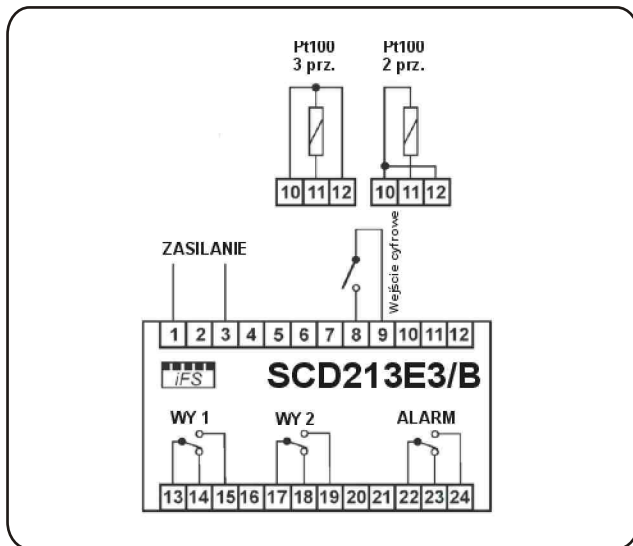 Pt100 Pt100
3 prz. 2 prz.
10 11 12 10 11 12
ZASILANIE
Wejście cyfrowe
1 2 3 4 5 6 7 8 9 10 11 12
iFS SCD213E3/B
WY 1 WY 2 ALARM
13 14 15 16 17 18 19 20 21 22 23 24